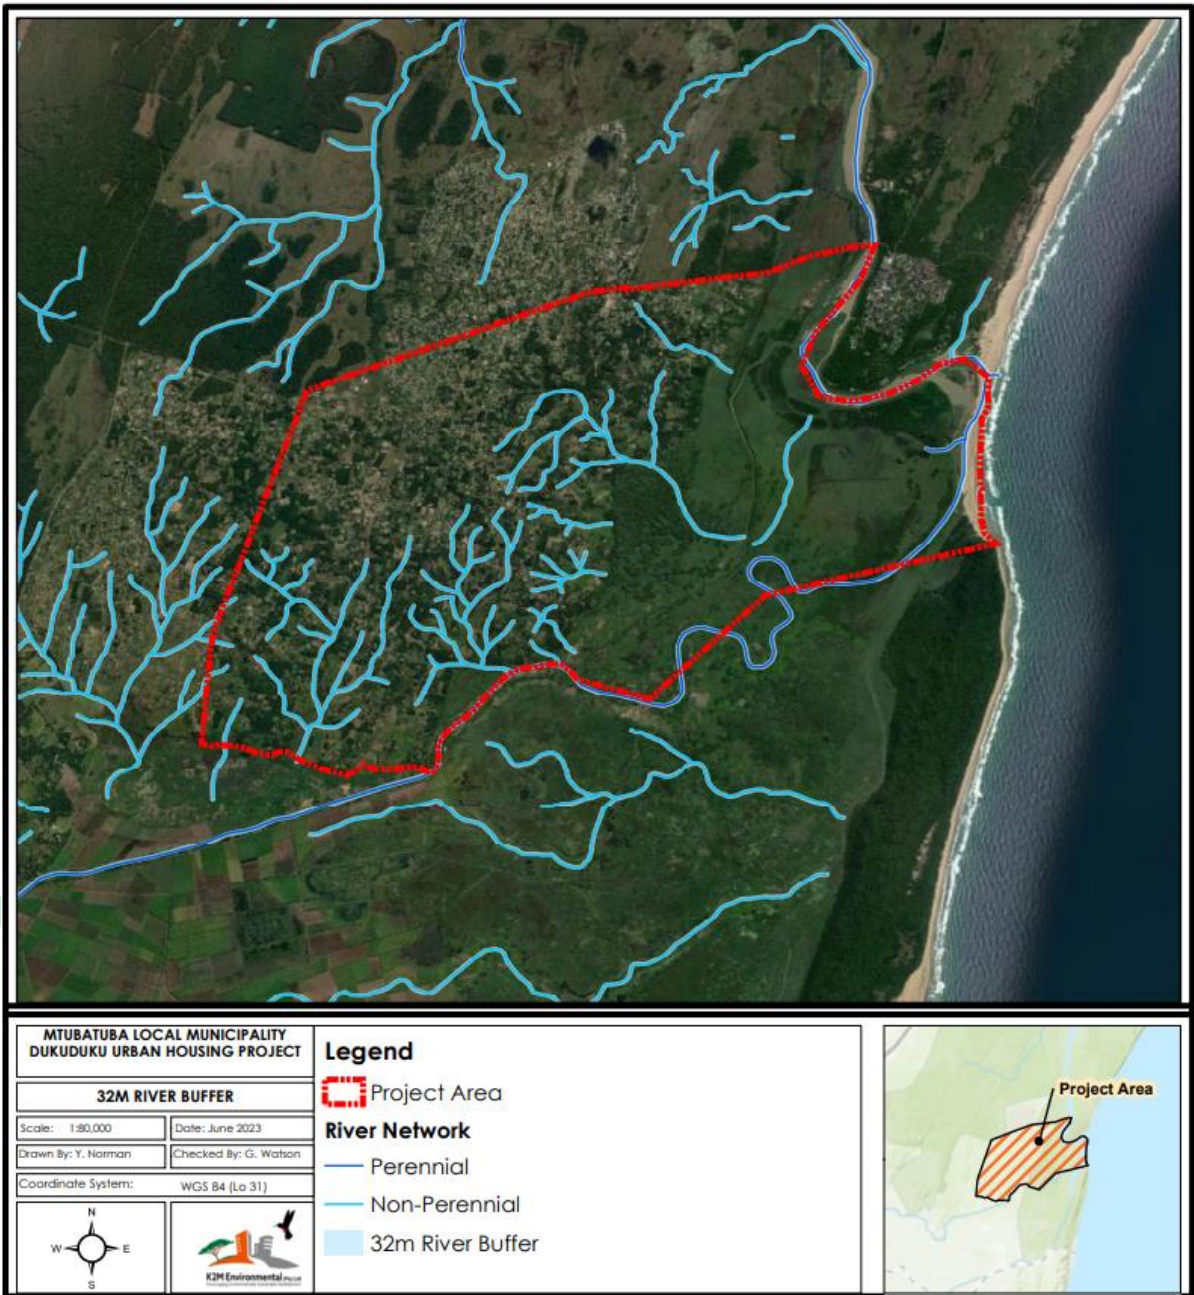 MTUBATUBA LOCAL MUNICIPALITY
DUKUDUKU URBAN HOUSING PROJECT
32M RIVER BUFFER
Scale: 1:80,000
Date: June 2023
Drawn By: Y. Norman
Checked By: G. Watson
Coordinate System: WGS 84 (Lo 31)
N
W E
S
K2M Environmental (Pty) Ltd
Legend
Project Area
River Network
Perennial
Non-Perennial
32m River Buffer
Project Area